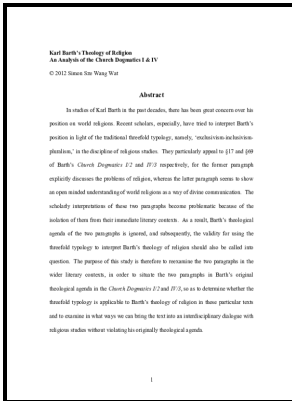 Karl Barth's Theology of Religion
An Analysis of the Church Dogmatics I & IV
© 2012 Simon Sze Wang Wat
Abstract
In studies of Karl Barth in the past decades, there has been great concern over his
position on world religions. Recent scholars, especially, have tried to interpret Barth's
position in light of the traditional threefold typology, namely, 'exclusivism-inclusivism-
pluralism,' in the discipline of religious studies. They particularly appeal to §17 and §69
of Barth's Church Dogmatics I/2 and IV/3 respectively, for the former paragraph
explicitly discusses the problem of religion, whereas the latter paragraph seems to show
an open minded understanding of world religions as a way of divine communication. The
scholarly interpretations of these two paragraphs become problematic because of the
isolation of them from their immediate literary contexts. As a result, Barth's theological
agenda of the two paragraphs is ignored, and subsequently, the validity for using the
threefold typology to interpret Barth's theology of religion should also be called into
question. The purpose of this study is therefore to reexamine the two paragraphs in the
wider literary contexts, in order to situate the two paragraphs in Barth's original
theological agenda in the Church Dogmatics I/2 and IV/3, so as to determine whether the
threefold typology is applicable to Barth's theology of religion in these particular texts
and to examine in what ways we can bring the text into an interdisciplinary dialogue with
religious studies without violating his originally theological agenda.
1